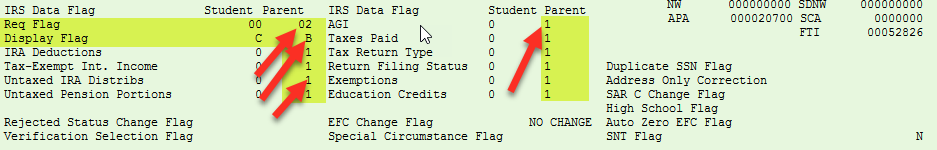 NW 000000000 SDNW 000000000
IRS Data Flag Student Parent IRS Data Flag Student Parent APA 000020700 SCA 0000000
Req Flag 00 02 AGI 0 1 FTI 00052826
Display Flag C B Taxes Paid 0 1
IRA Deductions 0 1 Tax Return Type 0 1
Tax-Exempt Int. Income 0 1 Return Filing Status 0 1 Duplicate SSN Flag
Untaxed IRA Distribs 0 1 Exemptions 0 1 Address Only Correction
Untaxed Pension Portions 0 1 Education Credits 0 1 SAR C Change Flag
High School Flag
Rejected Status Change Flag EFC Change Flag NO CHANGE Auto Zero EFC Flag
Verification Selection Flag Special Circumstance Flag SNT Flag N